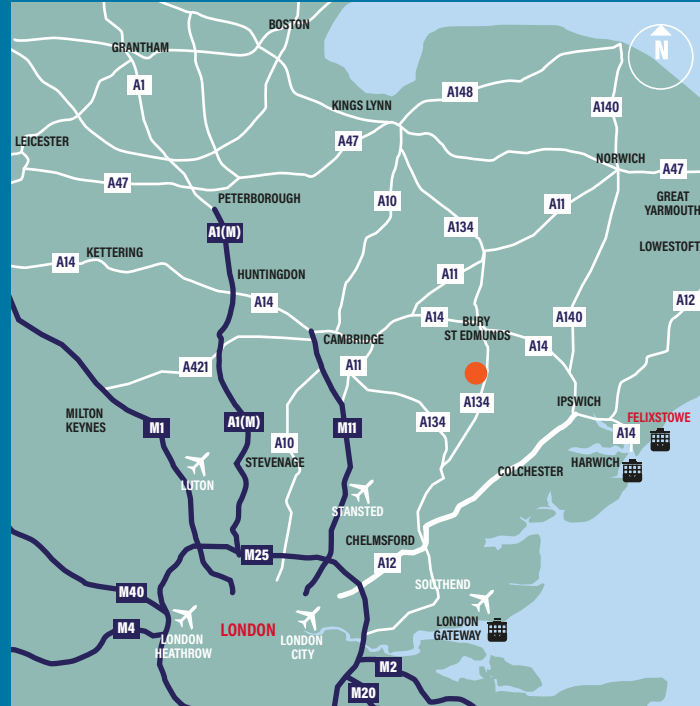 BOSTON
GRANTHAM
N
A1
A148
KINGS LYNN
A140
LEICESTER
A47
NORWICH
A47
A47
PETERBOROUGH
A10
A11
GREAT
YARMOUTH
A1(M)
A134
LOWESTOFT
KETTERING
A14
HUNTINGDON
A11
A14
A12
A14
BURY
ST EDMUNDS
A140
CAMBRIDGE
A14
A421
A11
A134
IPSWICH
MILTON
KEYNES
M1
A1(M)
M11
A134
FELIXSTOWE
A14
A10
STEVENAGE
HARWICH
COLCHESTER
LUTON
STANSTED
CHELMSFORD
M25
A12
SOUTHEND
M40
M4
LONDON
HEATHROW
LONDON
LONDON
CITY
LONDON
GATEWAY
M2
M20